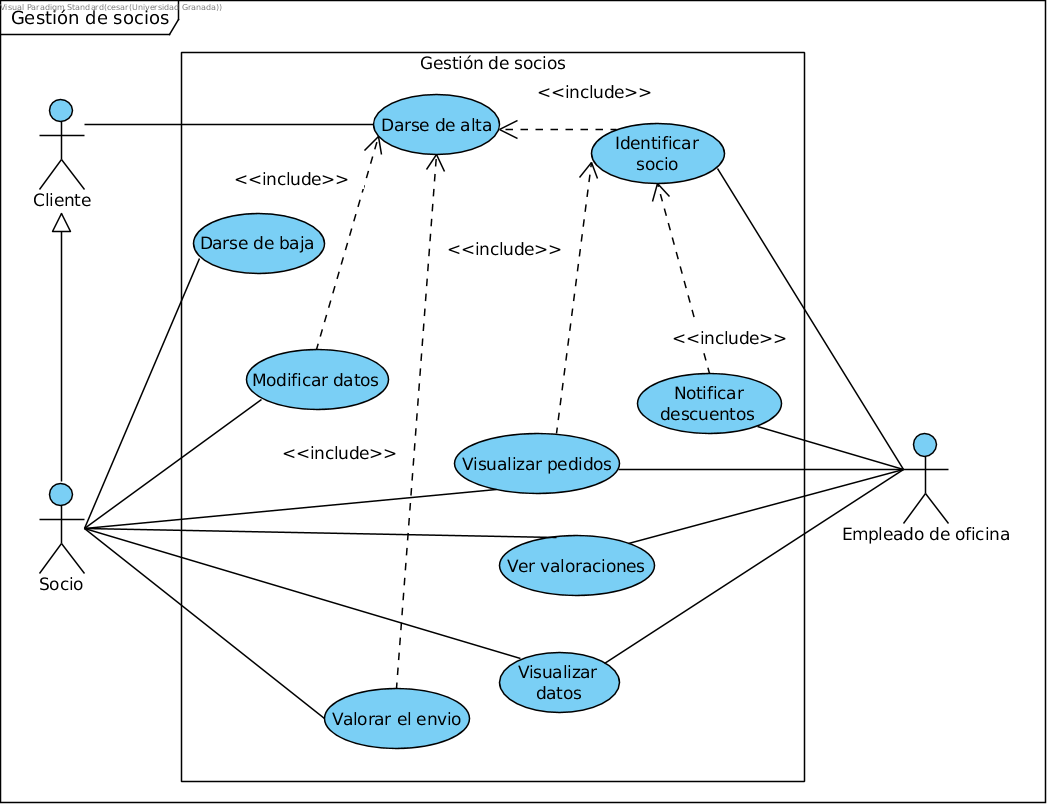 Visual Paradigm Standard(cesar(Universidad Granada))
Gestión de socios
Gestión de socios
<<include>>
Darse de alta
Identificar
socio
<<include>>
Cliente
Darse de baja
<<include>>
<<include>>
Modificar datos
Notificar
descuentos
<<include>>
Visualizar pedidos
Empleado de oficina
Socio
Ver valoraciones
Visualizar
datos
Valorar el envio